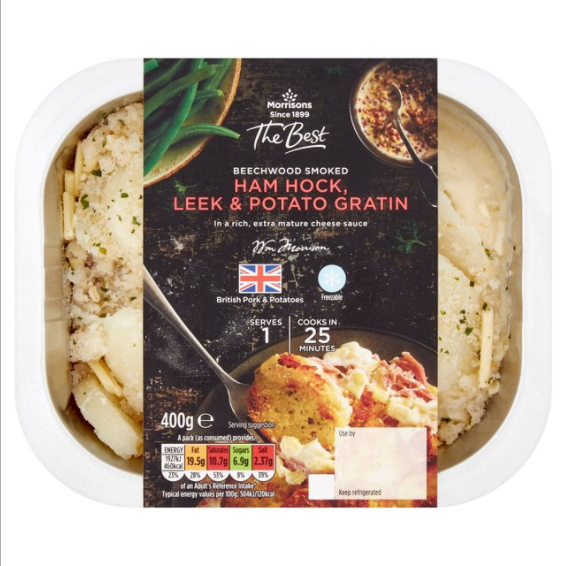 Morrisons
Since 1899
The Best
BEECHWOOD SMOKED
HAM HOCK,
LEEK & POTATO GRATIN
In a rich, extra mature cheese sauce
Wm Morrison
British Pork & Potatoes
Freezable
SERVES
1
COOKS IN
25
MINUTES
400g e
Serving suggestion
A pack (as consumed) provides:
ENERGY 1927kJ 460kcal 23%
Fat 19.5g 28%
Saturates 10.7g 53%
Sugars 6.9g 8%
Salt 2.37g 39%
of an Adult's Reference Intake*.
Typical energy values per 100g: 504kJ/120kcal
Use by
Keep refrigerated